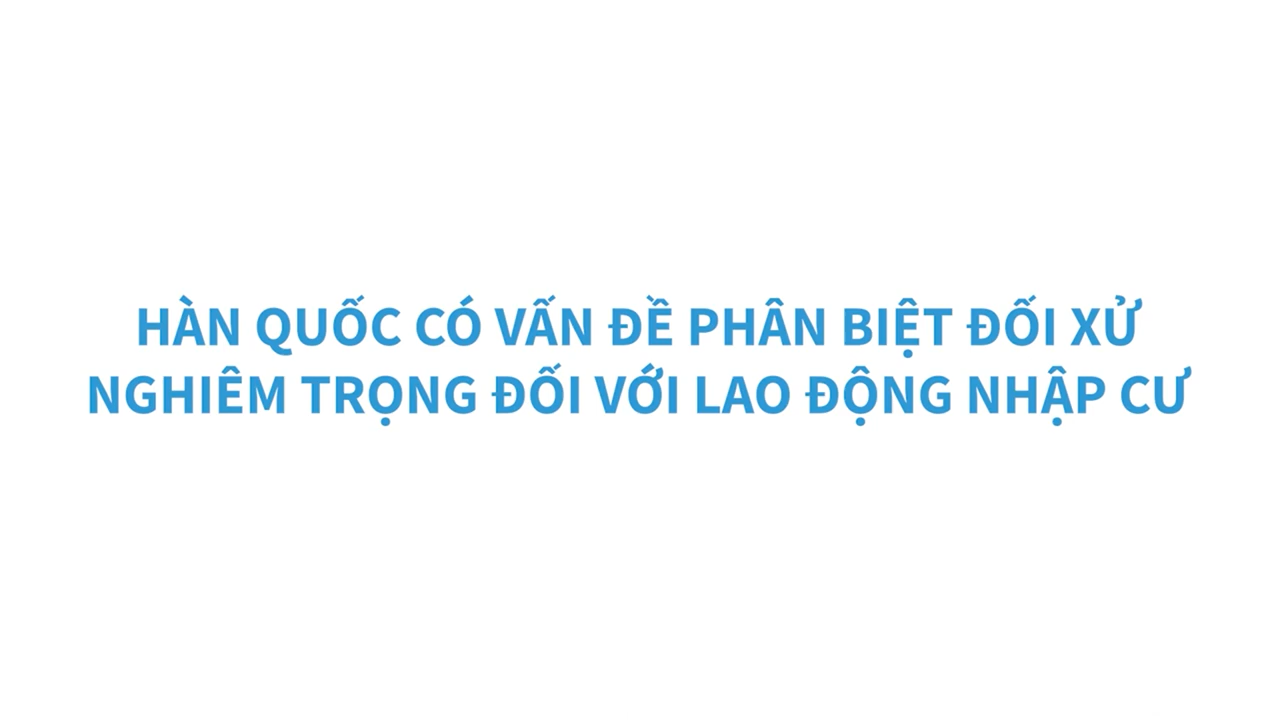 HÀN QUỐC CÓ VẤN ĐỀ PHÂN BIỆT ĐỐI XỬ
NGHIÊM TRỌNG ĐỐI VỚI LAO ĐỘNG NHẬP CƯ